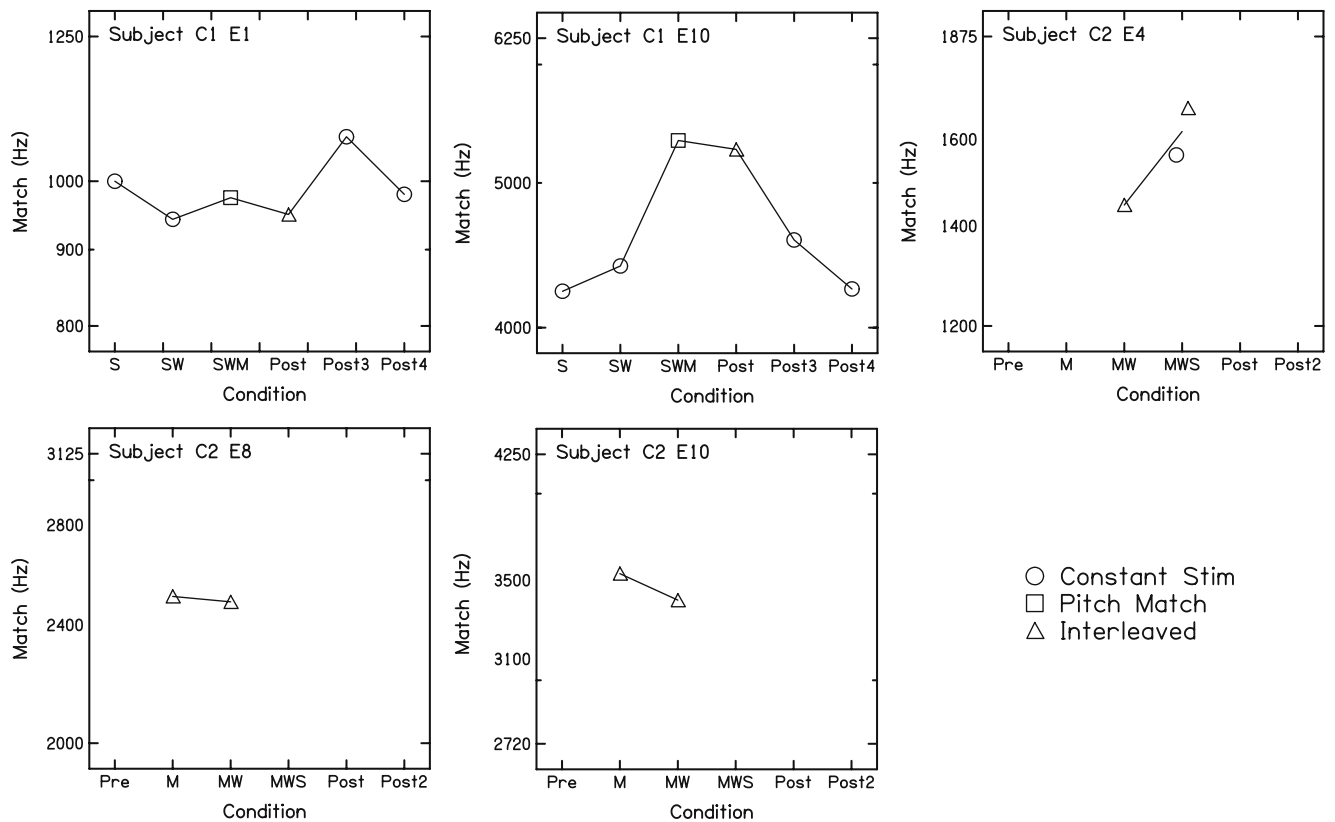 Subject C1 E1
1250
1000
900
800
Match (Hz)
S SW SWM Post Post3 Post4
Condition
Subject C1 E10
6250
5000
4000
Match (Hz)
S SW SWM Post Post3 Post4
Condition
Subject C2 E4
1875
1600
1400
1200
Match (Hz)
Pre M MW MWS Post Post2
Condition
Subject C2 E8
3125
2800
2400
2000
Match (Hz)
Pre M MW MWS Post Post2
Condition
Subject C2 E10
4250
3500
3100
2720
Match (Hz)
Pre M MW MWS Post Post2
Condition
Constant Stim
Pitch Match
Interleaved